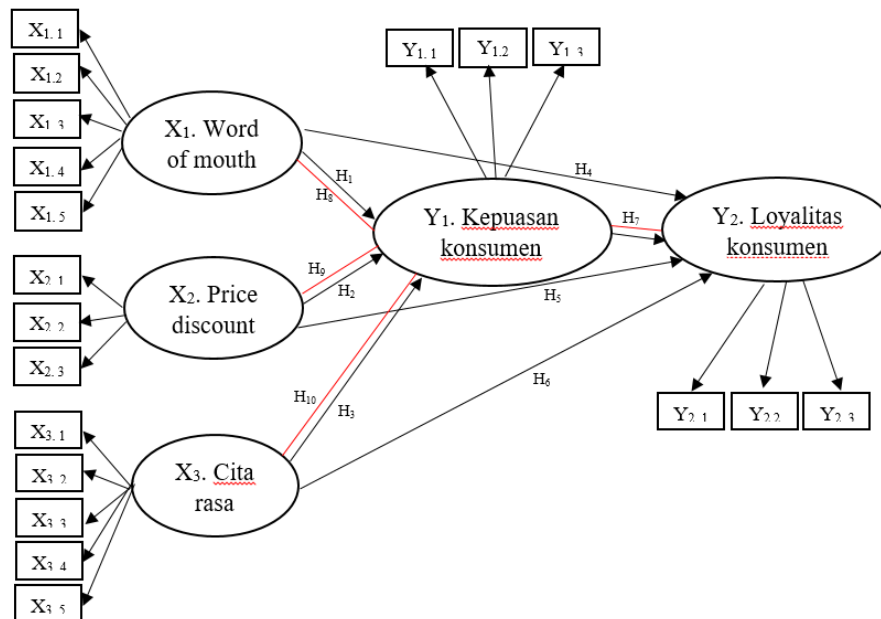 X1.1
X1.2
X1.3
X1.4
X1.5
X1. Word
of mouth
Y1.1
Y1.2
Y1.3
H1
H8
H4
Y1. Kepuasan
konsumen
H7
Y2. Loyalitas
konsumen
X2.1
X2.2
X2.3
X2. Price
discount
H9
H2
H5
H10
H3
H6
Y2.1
Y2.2
Y2.3
X3.1
X3.2
X3.3
X3.4
X3.5
X3. Cita
rasa